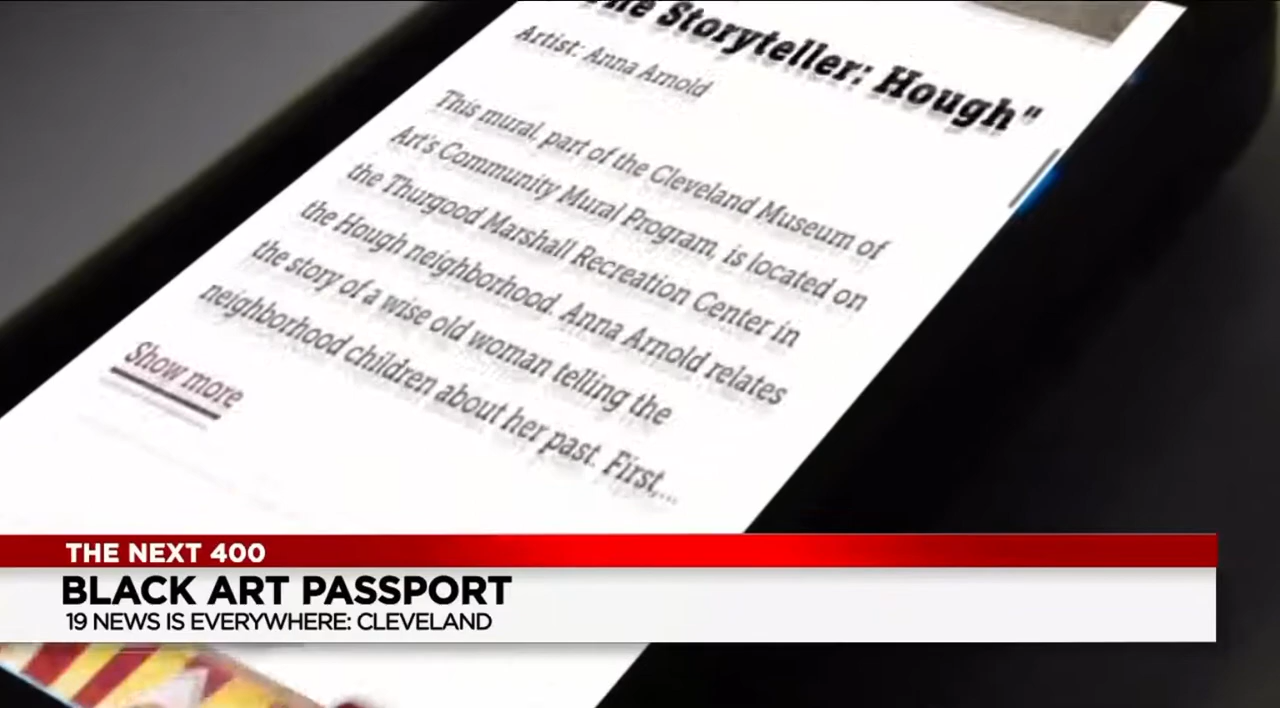 The Storyteller: Hough"
Artist: Anna Arnold
This mural, part of the Cleveland Museum of
Art's Community Mural Program, is located on
the Thurgood Marshall Recreation Center in
the Hough neighborhood. Anna Arnold relates
the story of a wise old woman telling the
neighborhood children about her past. First...
Show more
THE NEXT 400
BLACK ART PASSPORT
19 NEWS IS EVERYWHERE: CLEVELAND